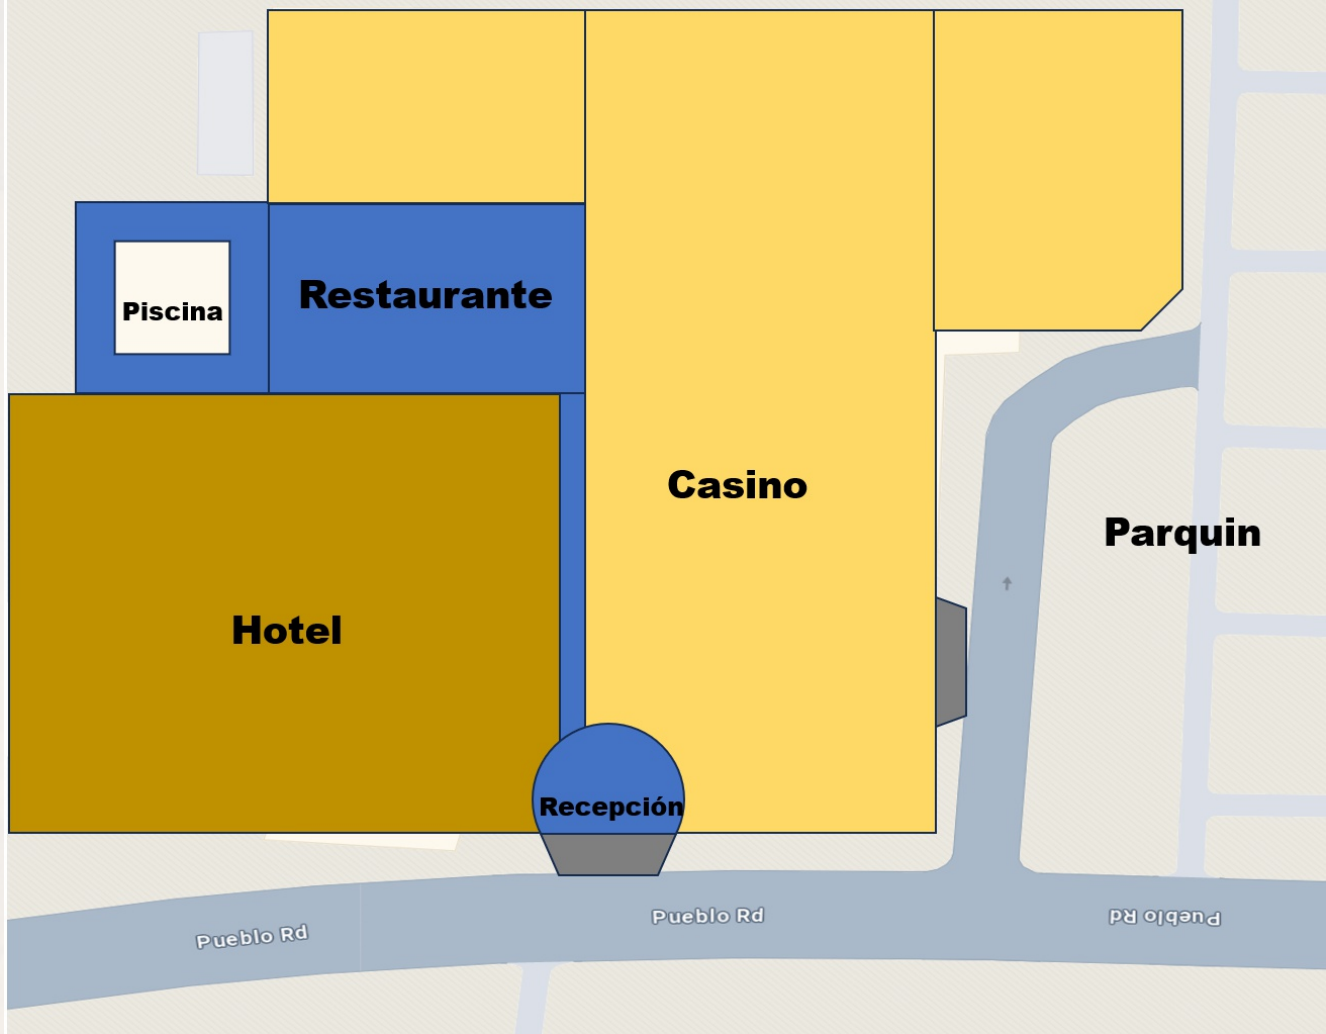 Restaurante
Piscina
Casino
Parquin
Hotel
Recepción
Pueblo Rd
Pueblo Rd
Pueblo Rd